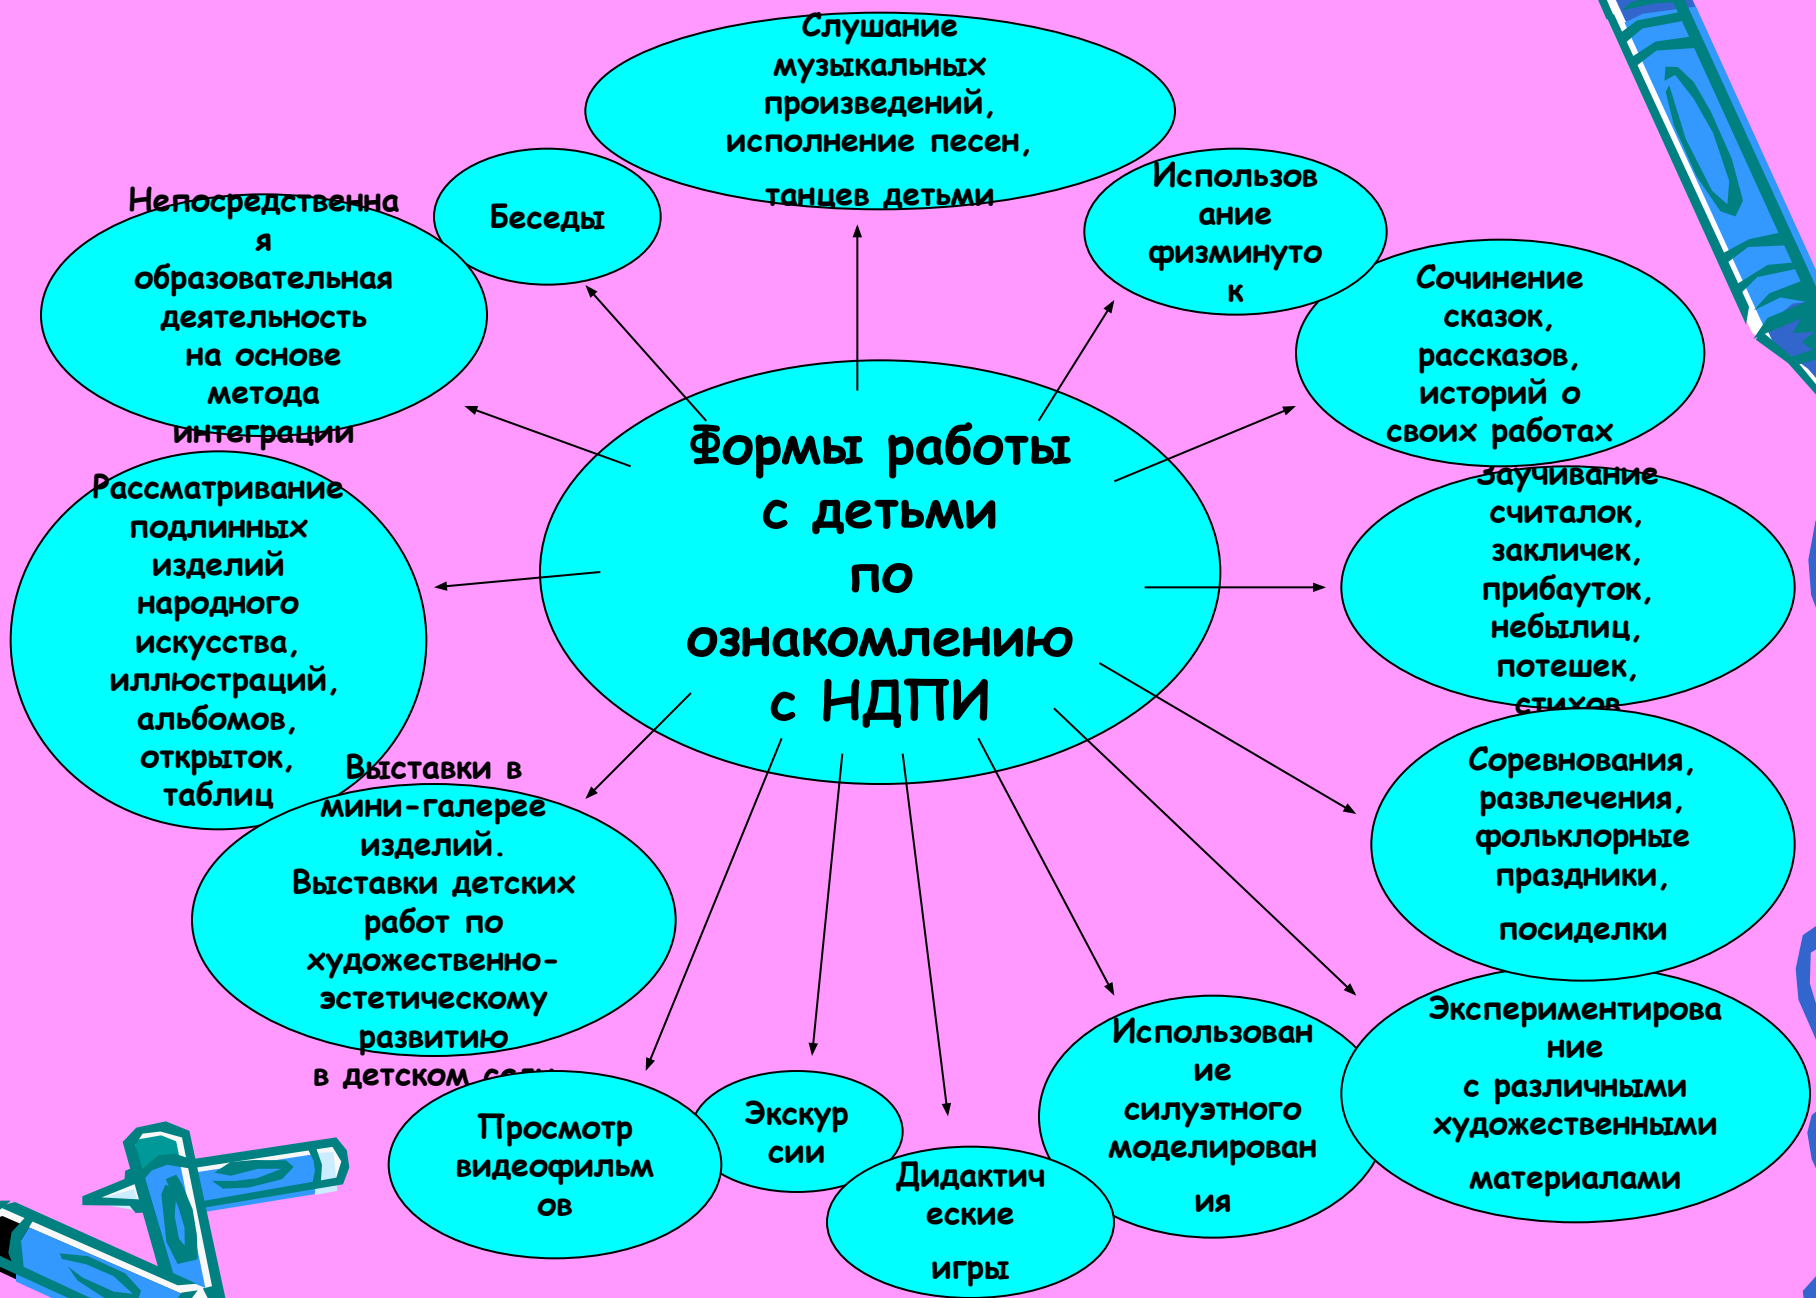 Слушание
музыкальных
произведений,
исполнение песен,
танцев детьми
Беседы
Использов
ание
физминуто
к
Непосредственна
я
образовательная
деятельность
на основе
метода
интеграции
Сочинение
сказок,
рассказов,
историй о
своих работах
Формы работы
с детьми
по
ознакомлению
с НДПИ
Рассматривание
подлинных
изделий
народного
искусства,
иллюстраций,
альбомов,
открыток,
таблиц
Заучивание
считалок,
закличек,
прибауток,
небылиц,
потешек,
стихов
Выставки в
мини-галерее
изделий.
Выставки детских
работ по
художественно-
эстетическому
развитию
в детском саду
Соревнования,
развлечения,
фольклорные
праздники,
посиделки
Просмотр
видеофильм
ов
Экскур
сии
Дидактич
еские
игры
Использован
ие
силуэтного
моделирован
ия
Экспериментирова
ние
с различными
художественными
материалами